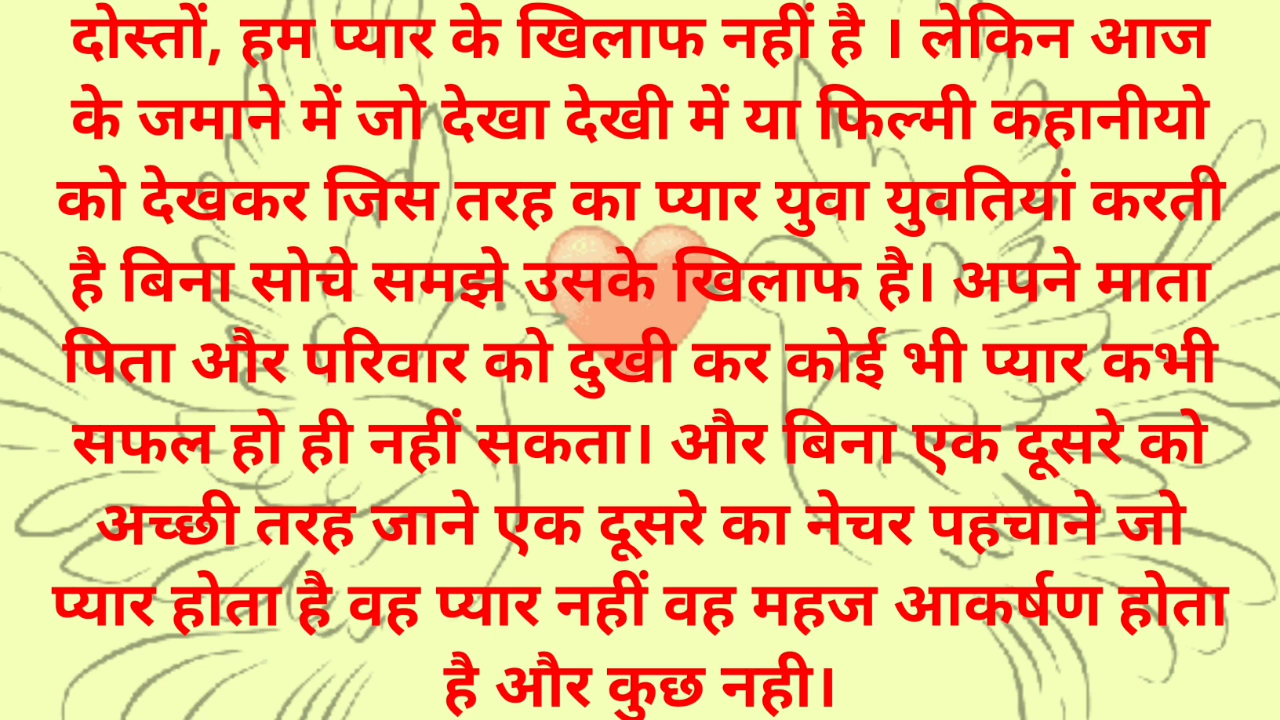 दोस्तों, हम प्यार के खिलाफ नहीं है । लेकिन आज
के जमाने में जो देखा देखी में या फिल्मी कहानीयो
को देखकर जिस तरह का प्यार युवा युवतियां करती
है बिना सोचे समझे उसके खिलाफ है। अपने माता
पिता और परिवार को दुखी कर कोई भी प्यार कभी
सफल हो ही नहीं सकता। और बिना एक दूसरे को
अच्छी तरह जाने एक दूसरे का नेचर पहचाने जो
प्यार होता है वह प्यार नहीं वह महज आकर्षण होता
है और कुछ नही।